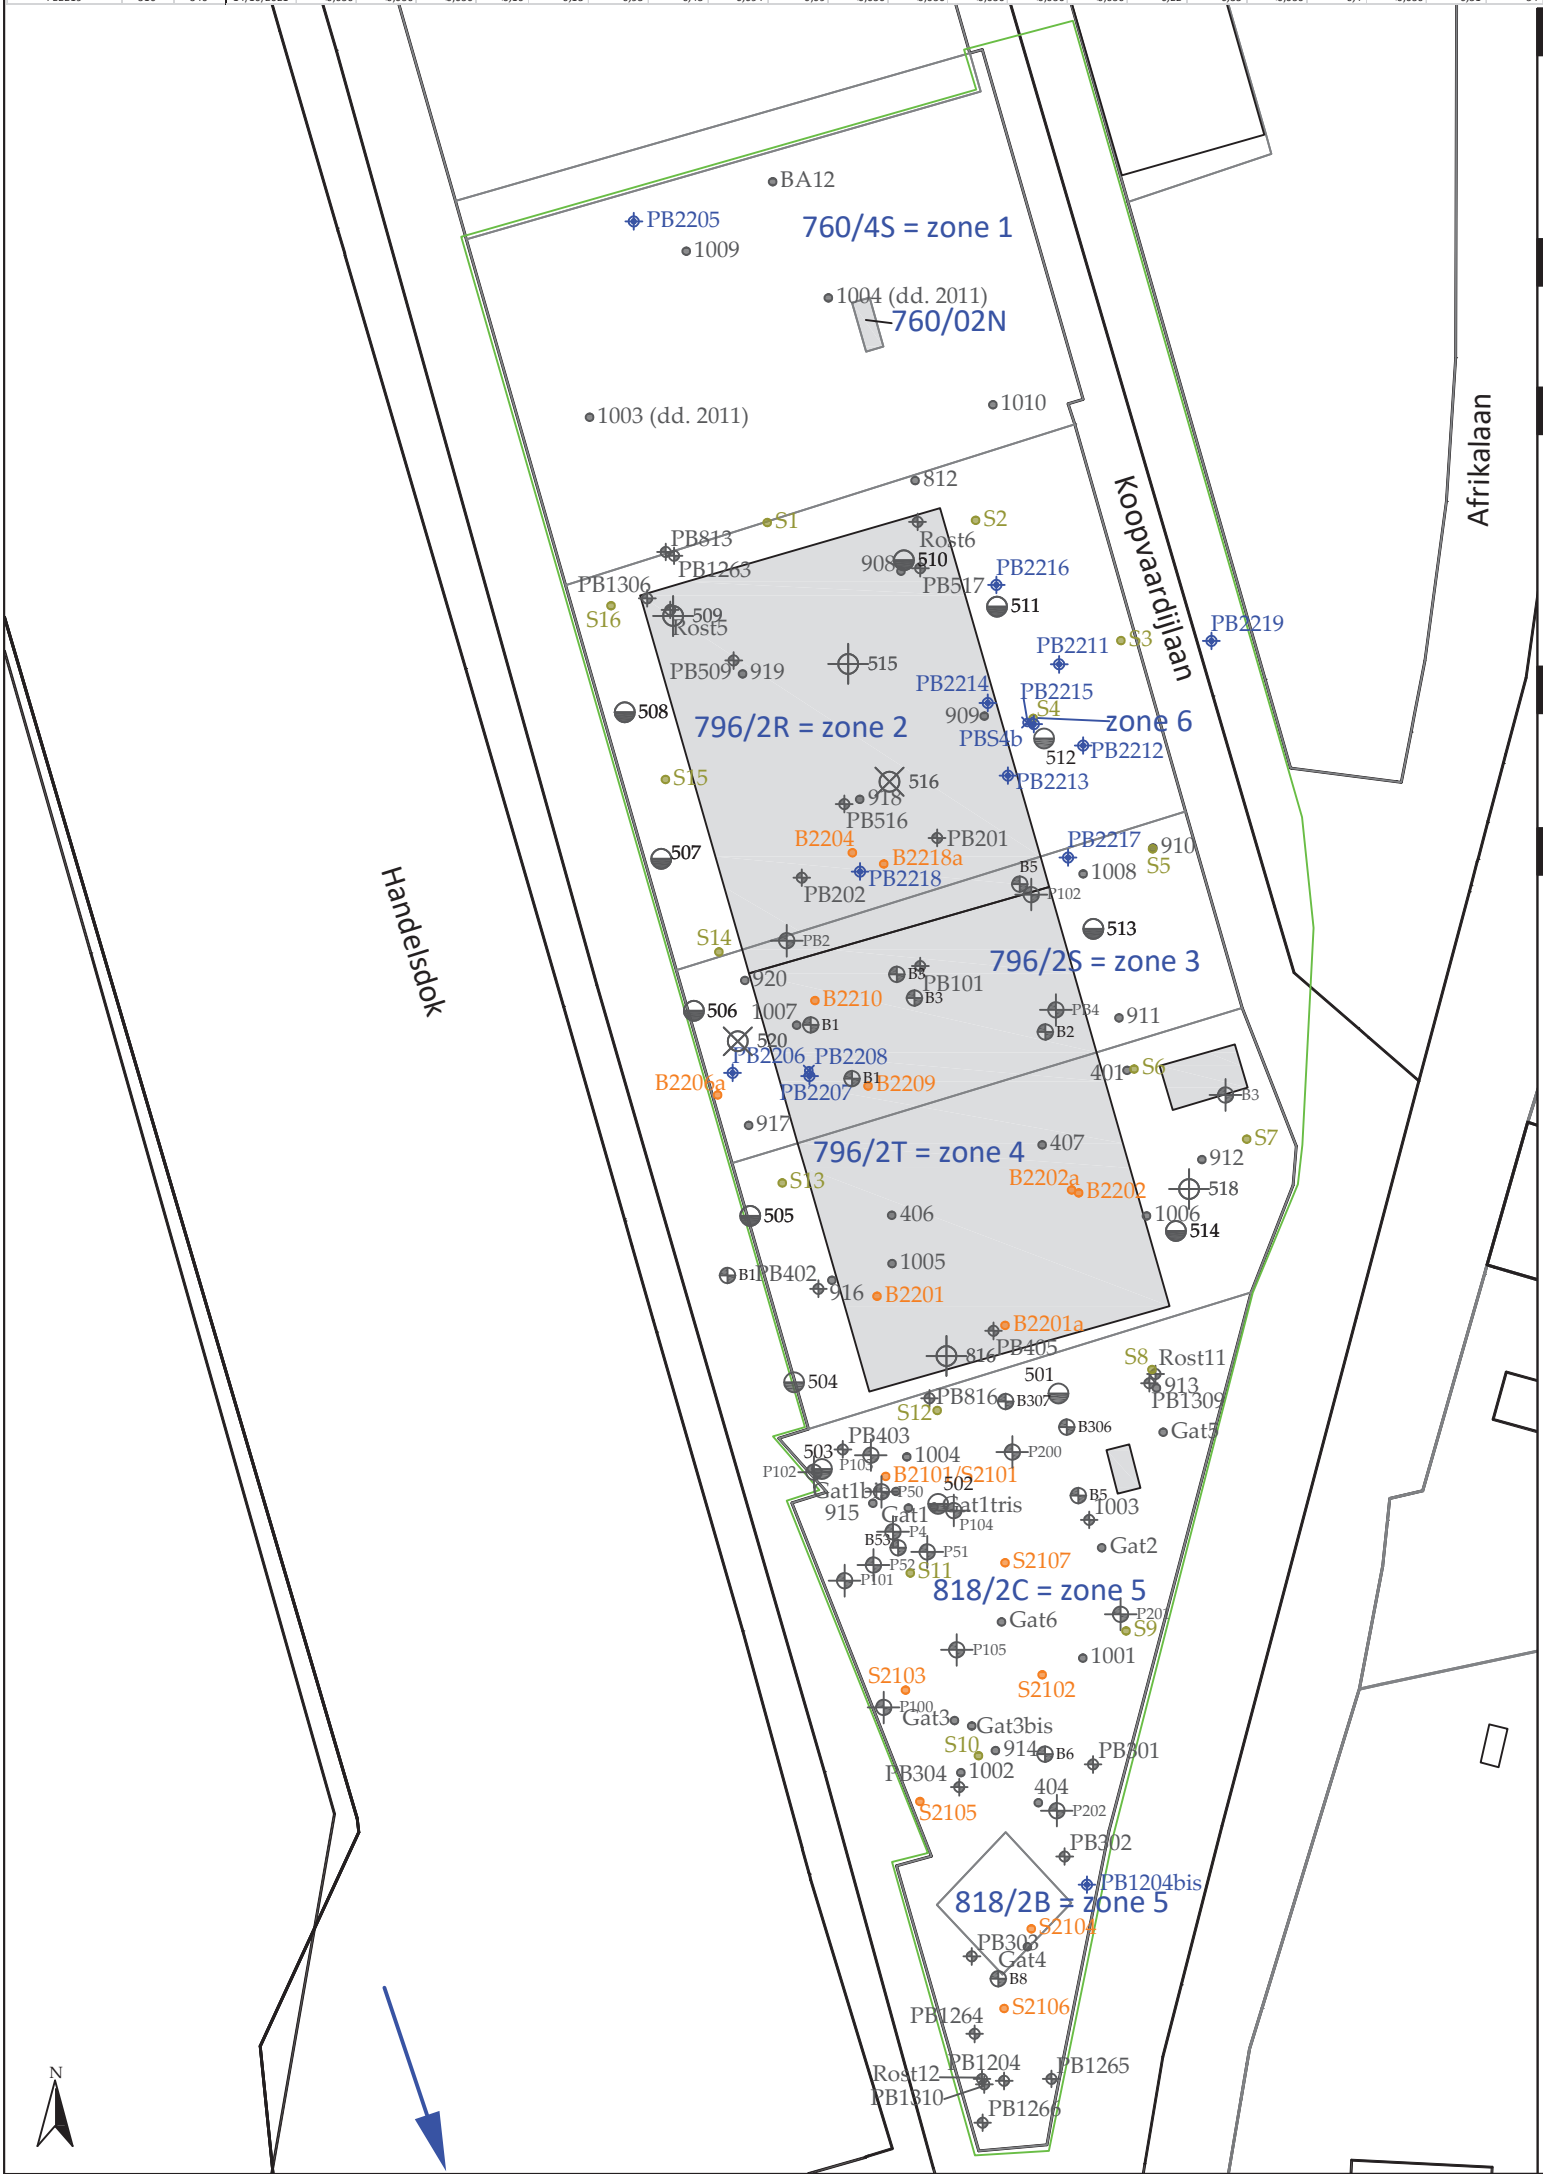 BA12
PB2205
760/4S = zone 1
1009
1004 (dd. 2011)
760/02N
1010
1003 (dd. 2011)
Afrikalaan
812
Koopvaardijlaan
S1
S2
PB813
Rost6
PB1263
908
510
PB517
PB2216
PB1306
S16
509
Rost5
511
PB2219
S3
PB2211
PB509
919
515
PB2214
PB2215
508
909
S4
796/2R = zone 2
zone 6
PBS4b
512
PB2212
S15
516
PB2213
918
PB516
B2204
PB201
507
B2218a
PB2217
910
S5
PB2218
B5
1008
PB202
P102
Handelsdok
513
S14
PB2
796/2S = zone 3
920
B5
PB101
B2210
B3
506
1007
B1
PB4
911
520
B2
PB2206
PB2208
401
S6
B2206a
PB2207
B1
B2209
B3
917
407
S7
796/2T = zone 4
912
S13
B2202a
B2202
518
505
406
1006
514
1005
B1
PB402
916
B2201
B2201a
PB405
816
S8
Rost11
504
501
913
PB816
B307
PB1309
S12
B306
Gat5
PB403
503
P103
1004
P200
P102
B2101/S2101
Gat1bi
P50
502
B5
915
Gat1
Gat1tris
1003
P104
P4
B53
P51
Gat2
P52
S2107
P101
S11
818/2C = zone 5
Gat6
P201
S9
P105
1001
S2103
S2102
P100
Gat3
Gat3bis
S10
914
B6
PB301
PB304
1002
S2105
404
P202
PB302
PB1204bis
818/2B = zone 5
S2104
PB303
Gat4
B8
S2106
PB1264
PB1204
PB1265
Rost12
PB1310
PB1266
N